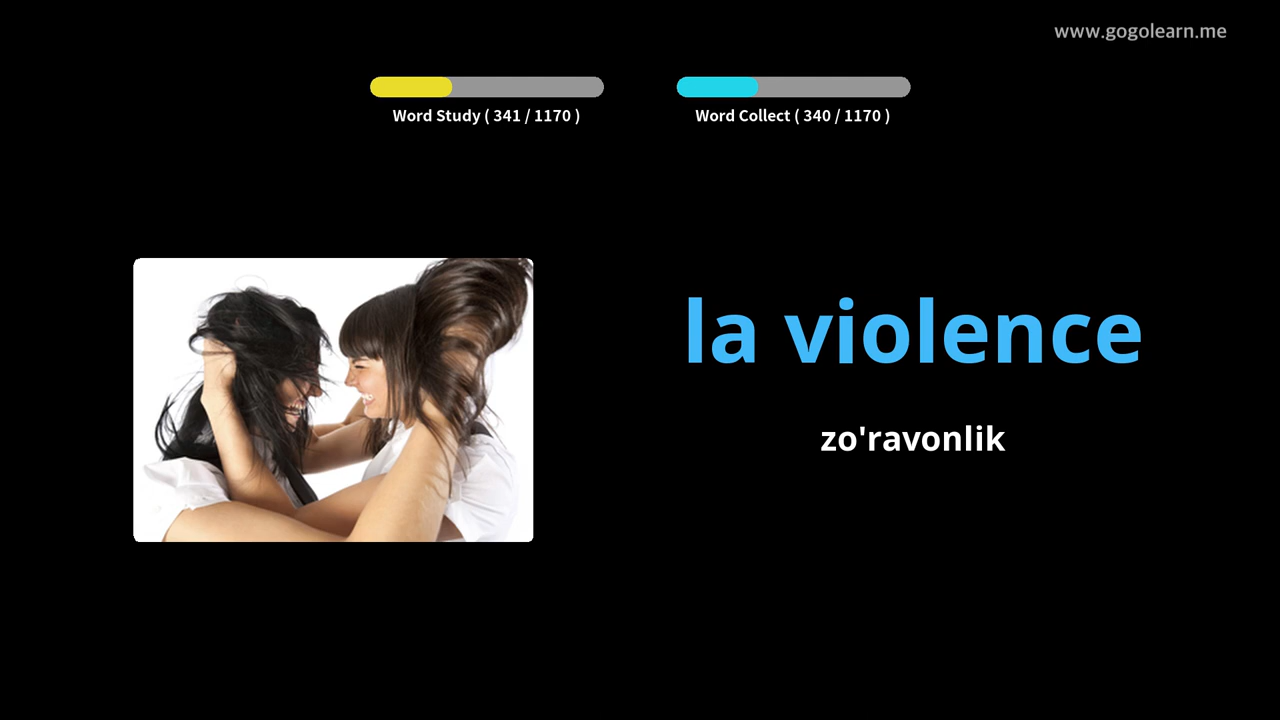 www.gogolearn.me
Word Study ( 341 / 1170 )
Word Collect ( 340 / 1170 )
la violence
zo'ravonlik